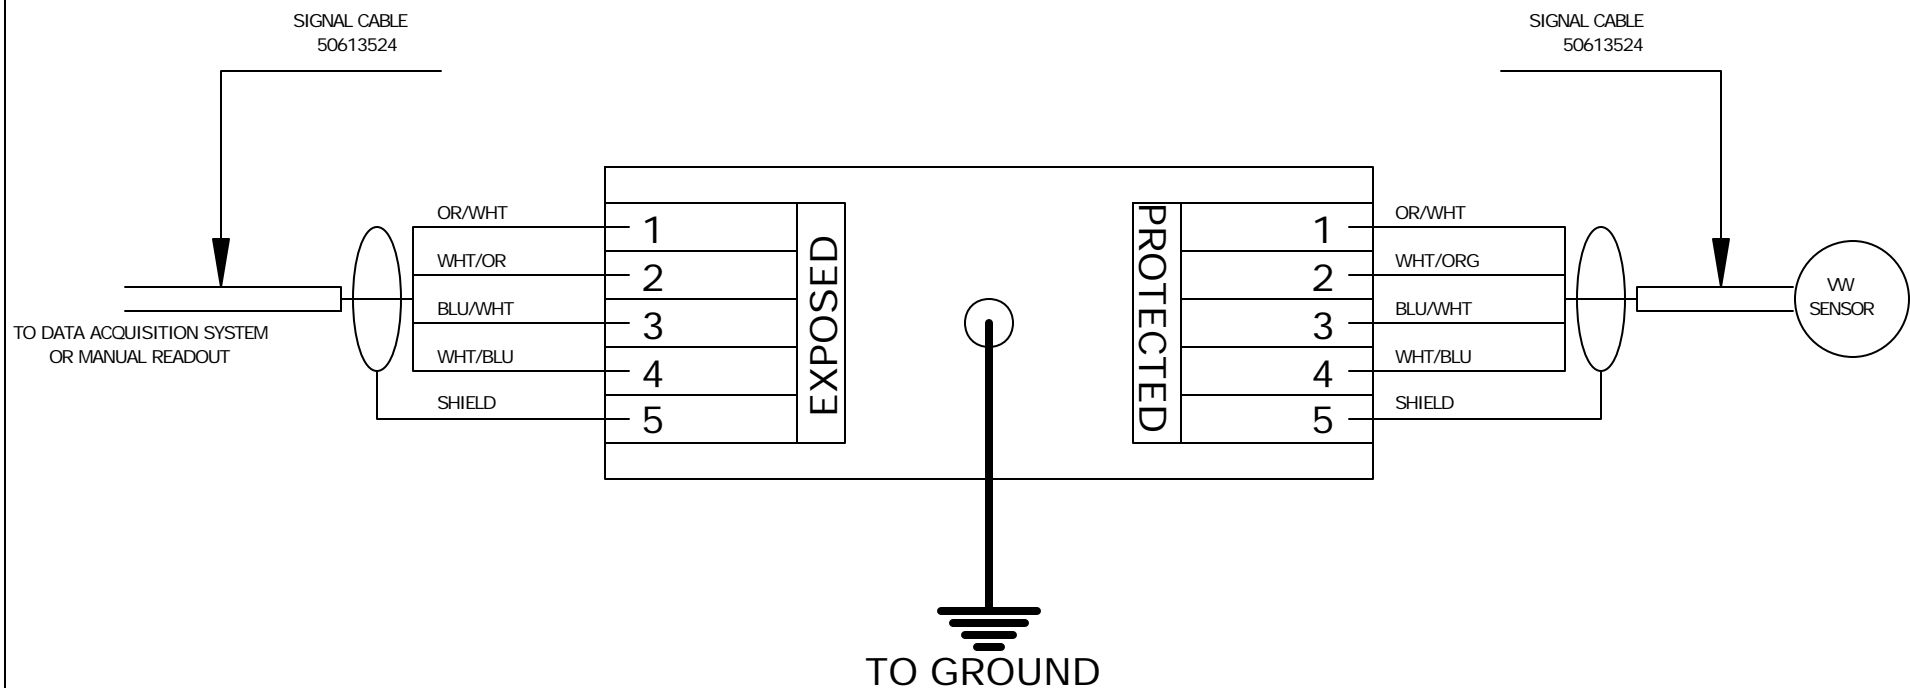 SIGNAL CABLE
50613524
SIGNAL CABLE
50613524
OR/WHT
WHT/OR
BLU/WHT
WHT/BLU
SHIELD
1
2
3
4
5
EXPOSED
PROTECTED
1
2
3
4
5
OR/WHT
WHT/ORG
BLU/WHT
WHT/BLU
SHIELD
VW
SENSOR
TO DATA ACQUISITION SYSTEM
OR MANUAL READOUT
TO GROUND